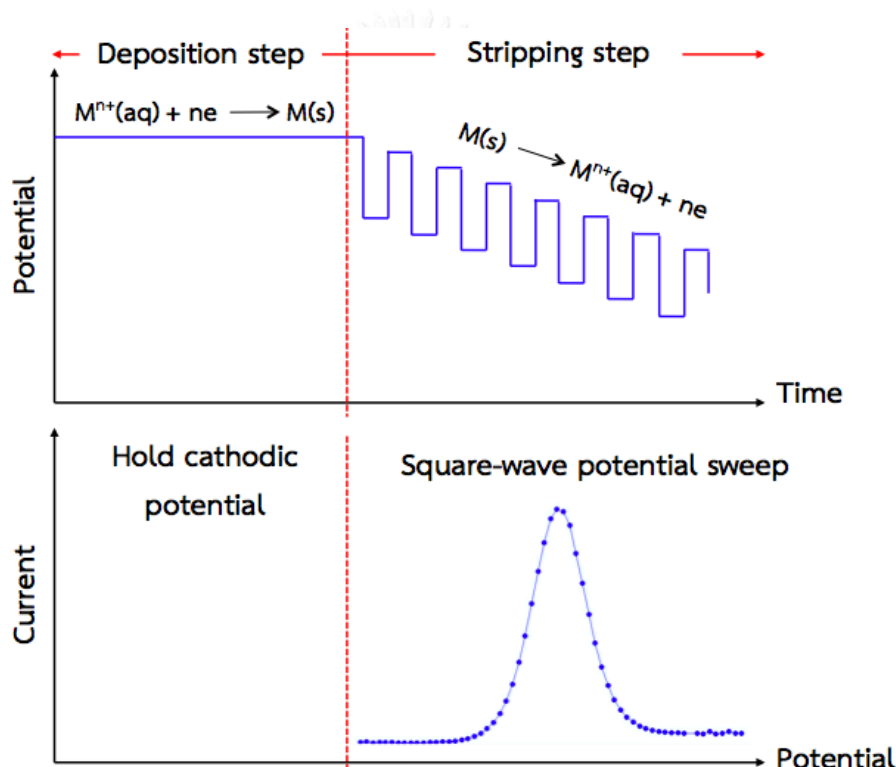 Deposition step
Stripping step
Mⁿ⁺(aq) + ne ⟶ M(s)
M(s) ⟶ Mⁿ⁺(aq) + ne
Potential
Time
Hold cathodic
potential
Square-wave potential sweep
Current
Potential